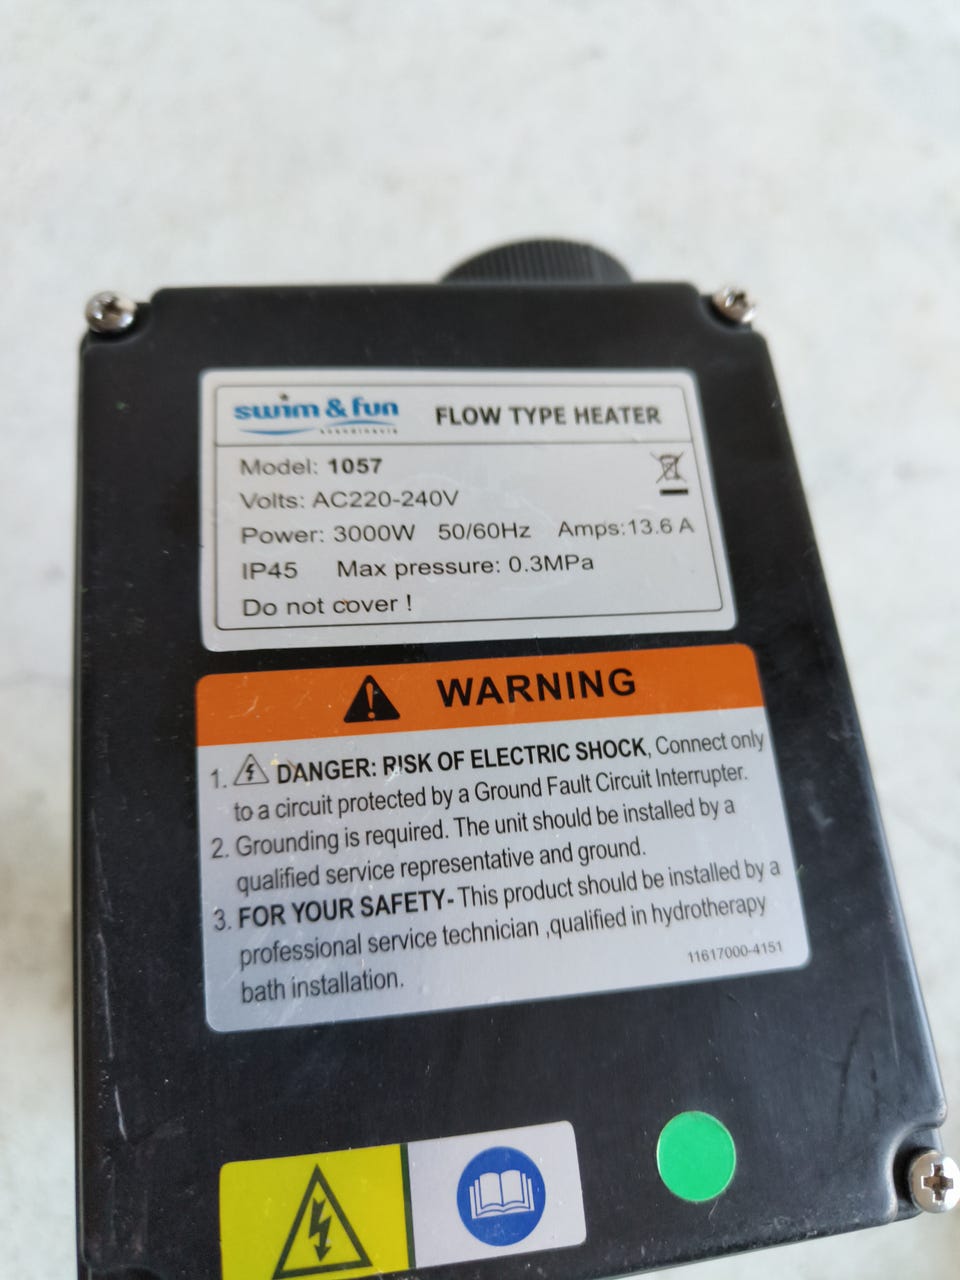 swim & fun
SCANDINAVIA
FLOW TYPE HEATER
Model: 1057
Volts: AC220-240V
Power: 3000W 50/60Hz Amps:13.6 A
IP45 Max pressure: 0.3MPa
Do not cover !
WARNING
1. DANGER: RISK OF ELECTRIC SHOCK, Connect only
to a circuit protected by a Ground Fault Circuit Interrupter.
2. Grounding is required. The unit should be installed by a
qualified service representative and ground.
3. FOR YOUR SAFETY- This product should be installed by a
professional service technician ,qualified in hydrotherapy
bath installation.
11617000-4151